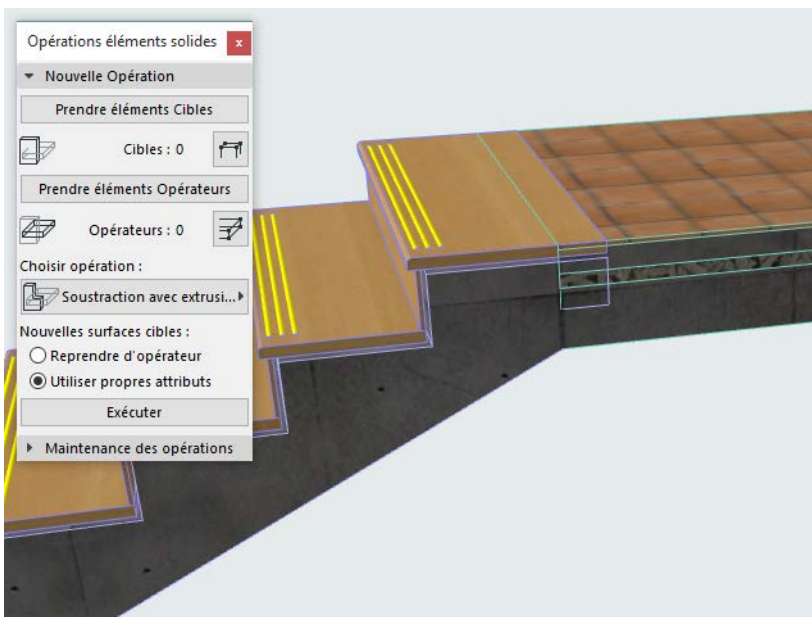 Opérations éléments solides
x
Nouvelle Opération
Prendre éléments Cibles
Cibles : 0
Prendre éléments Opérateurs
Opérateurs : 0
Choisir opération :
Soustraction avec extrusi...
Nouvelles surfaces cibles :
Reprendre d'opérateur
Utiliser propres attributs
Exécuter
Maintenance des opérations